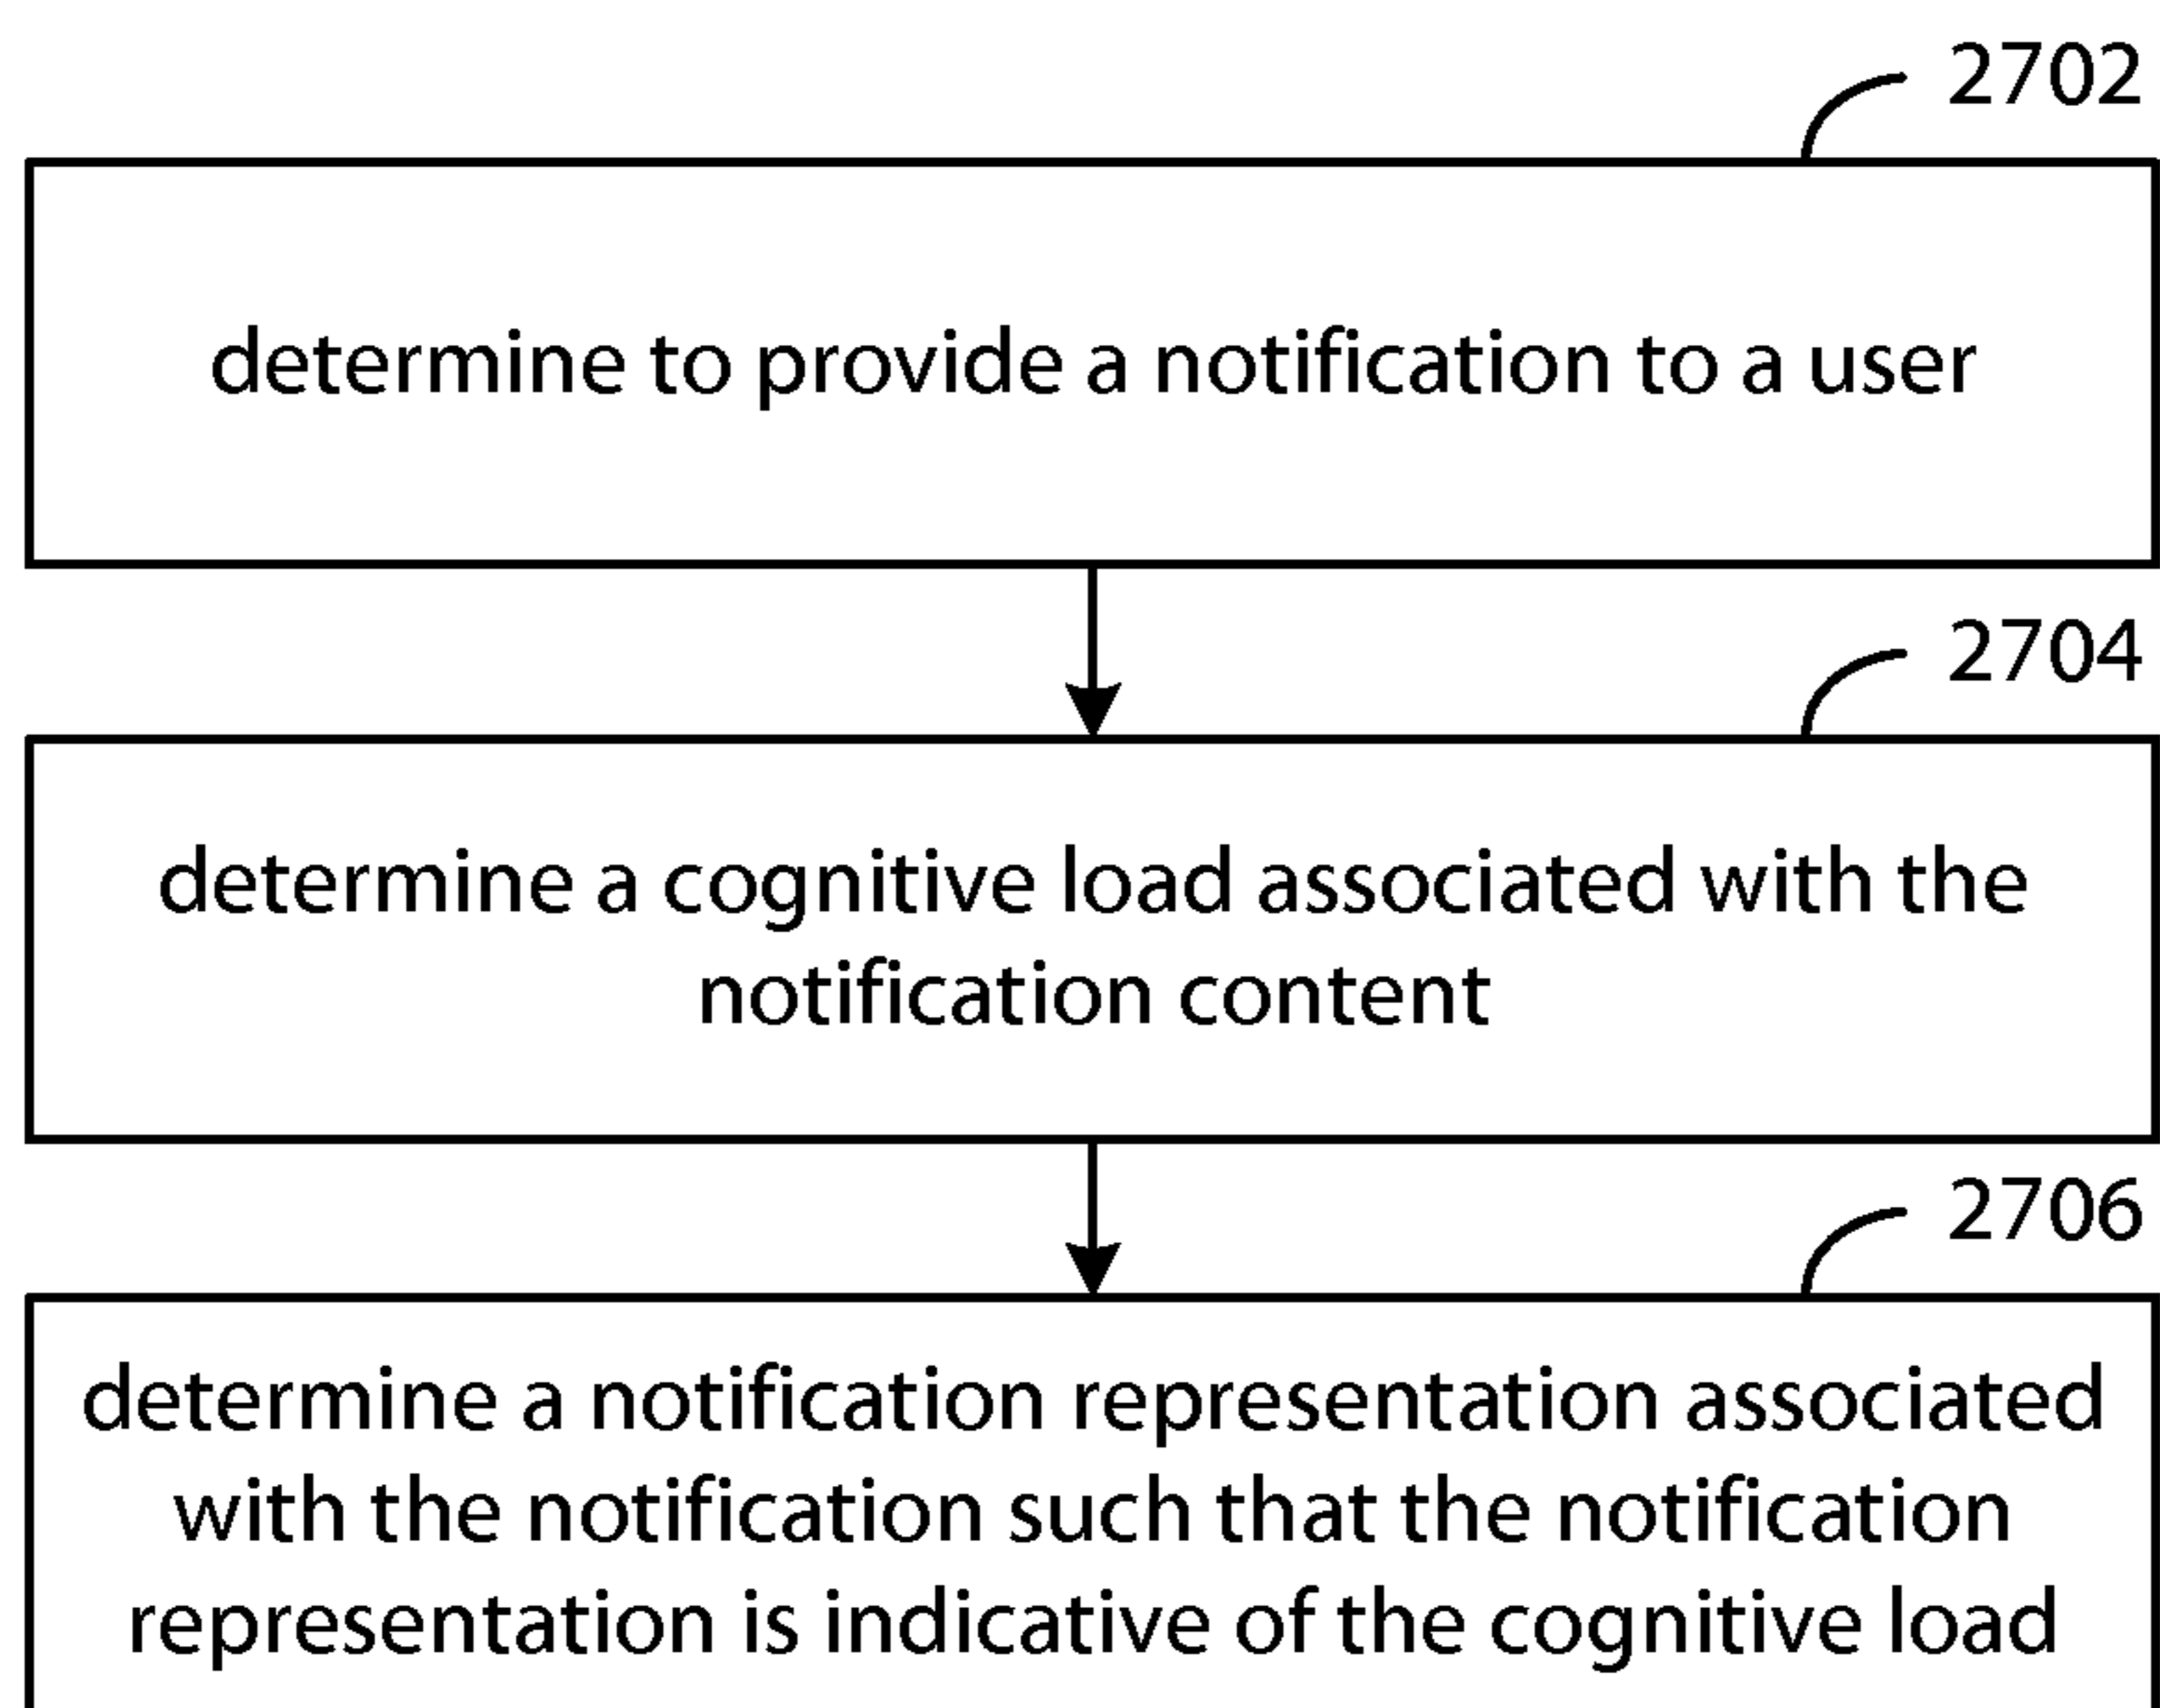 2702
determine to provide a notification to a user
2704
determine a cognitive load associated with the
notification content
2706
determine a notification representation associated
with the notification such that the notification
representation is indicative of the cognitive load